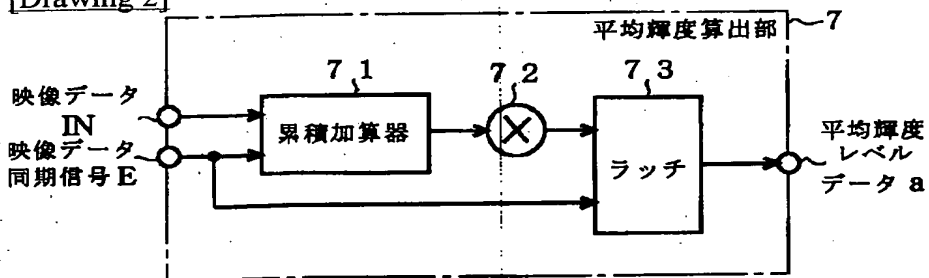 [Drawing 2]
平均輝度算出部
7
71
72
73
映像データ
IN
映像データ
同期信号E
累積加算器
ラッチ
平均輝度
レベル
データ a